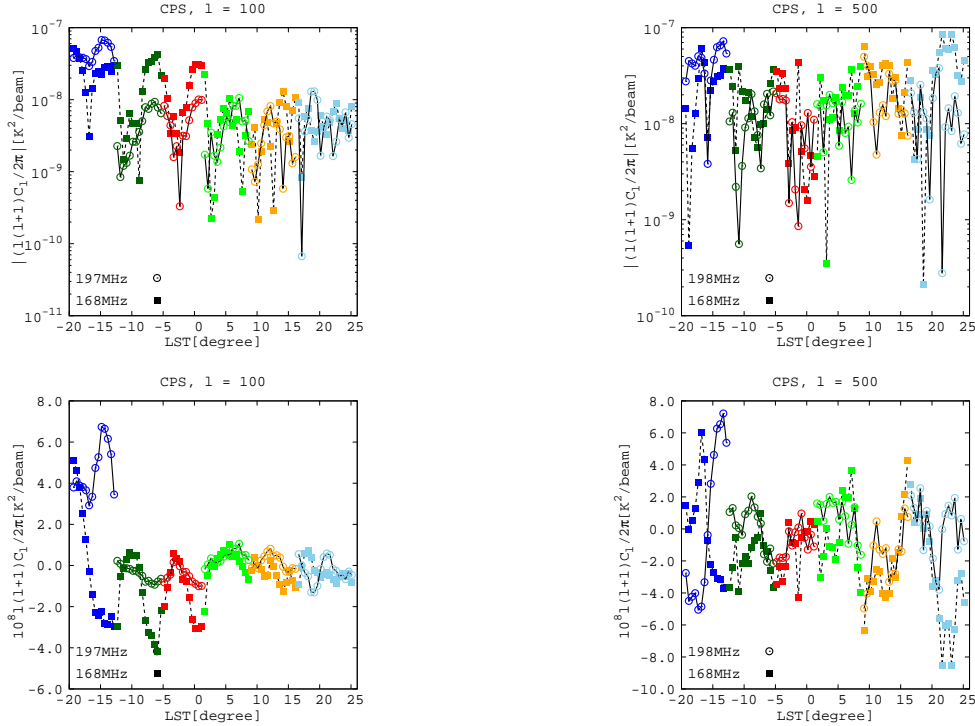 CPS, l = 100
|(l(l+1)C_l/2π|[K^2/beam]
10^-7
10^-8
10^-9
10^-10
10^-11
197MHz
168MHz
-20 -15 -10 -5 0 5 10 15 20 25
LST[degree]
CPS, l = 500
|(l(l+1)C_l/2π|[K^2/beam]
10^-7
10^-8
10^-9
10^-10
198MHz
168MHz
-20 -15 -10 -5 0 5 10 15 20 25
LST[degree]
CPS, l = 100
10^8l(l+1)C_l/2π[K^2/beam]
8.0
6.0
4.0
2.0
0.0
-2.0
-4.0
-6.0
197MHz
168MHz
-20 -15 -10 -5 0 5 10 15 20 25
LST[degree]
CPS, l = 500
10^8l(l+1)C_l/2π[K^2/beam]
8.0
6.0
4.0
2.0
0.0
-2.0
-4.0
-6.0
-8.0
-10.0
198MHz
168MHz
-20 -15 -10 -5 0 5 10 15 20 25
LST[degree]